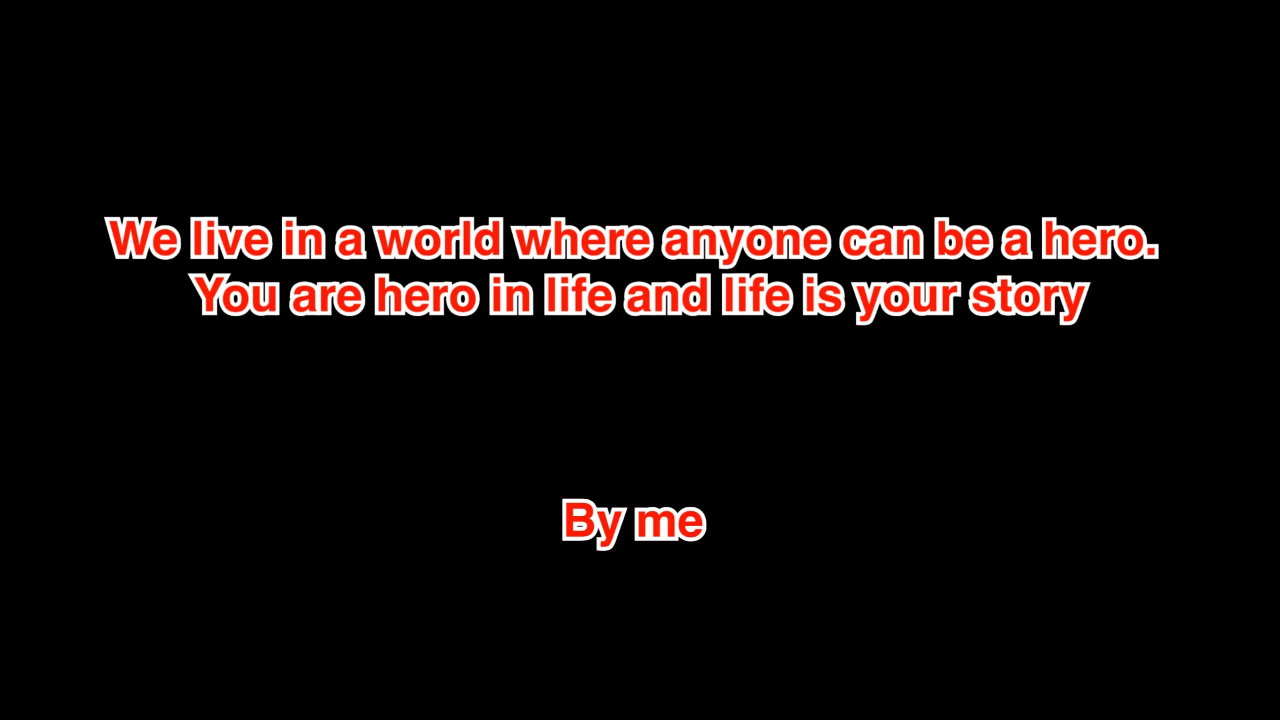 We live in a world where anyone can be a hero.
You are hero in life and life is your story
By me